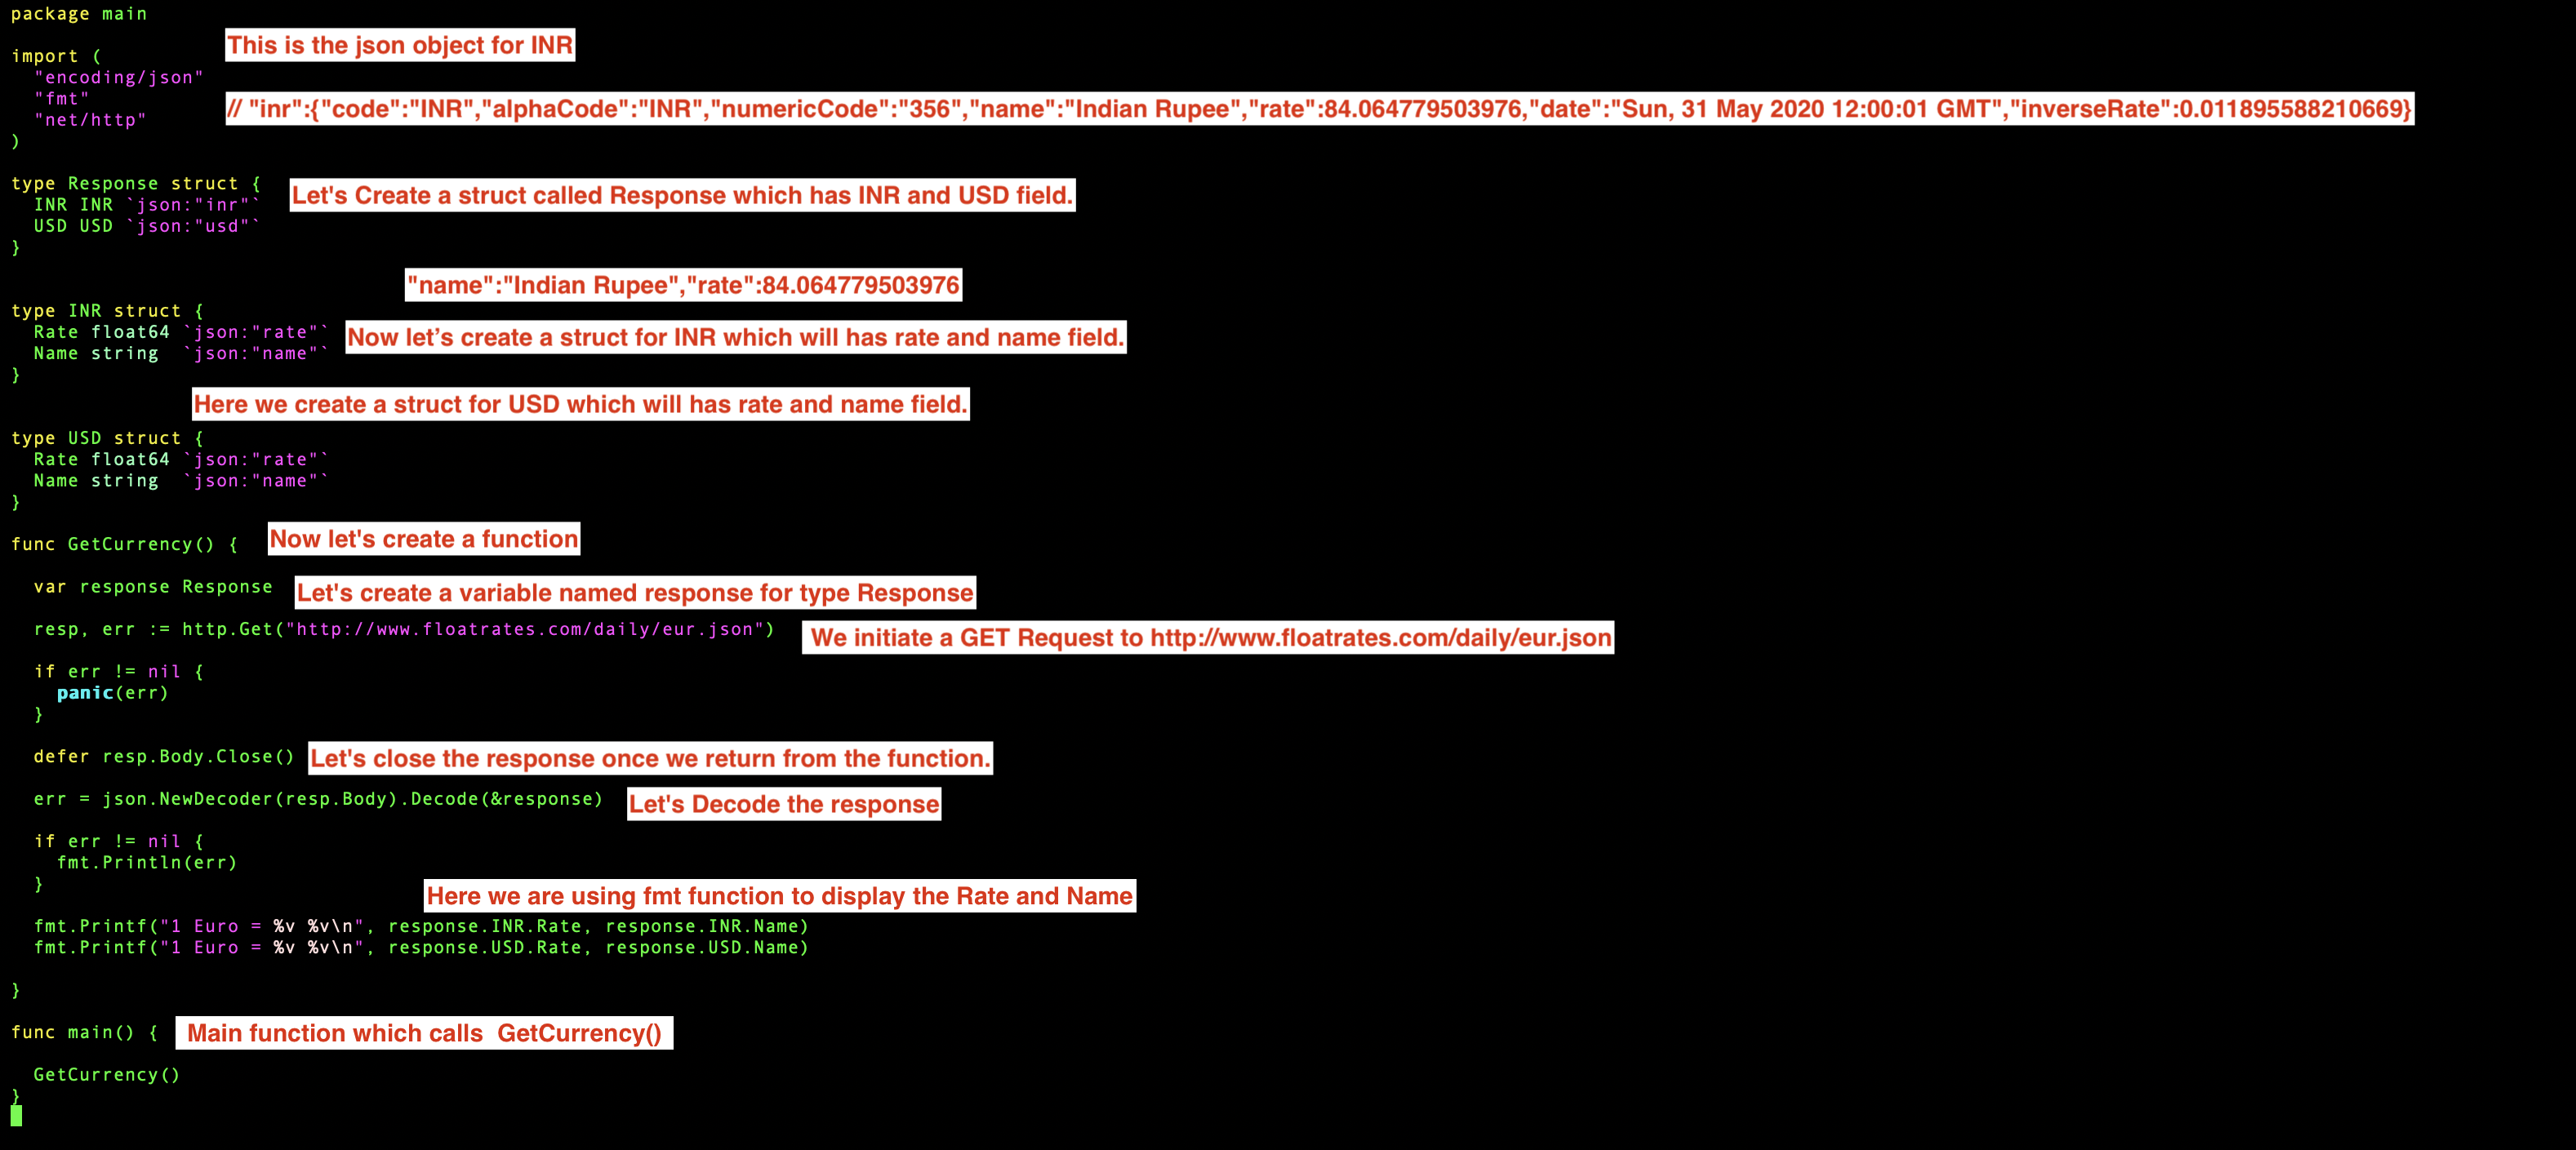 package main
This is the json object for INR
import (
"encoding/json"
"fmt"
// "inr":{"code":"INR","alphaCode":"INR","numericCode":"356","name":"Indian Rupee","rate":84.064779503976,"date":"Sun, 31 May 2020 12:00:01 GMT","inverseRate":0.011895588210669}
"net/http"
)
type Response struct {
Let's Create a struct called Response which has INR and USD field.
INR INR `json:"inr"`
USD USD `json:"usd"`
}
"name":"Indian Rupee","rate":84.064779503976
type INR struct {
Rate float64 `json:"rate"`
Now let’s create a struct for INR which will has rate and name field.
Name string  `json:"name"`
}
Here we create a struct for USD which will has rate and name field.
type USD struct {
Rate float64 `json:"rate"`
Name string  `json:"name"`
}
func GetCurrency() {
Now let's create a function
var response Response
Let's create a variable named response for type Response
resp, err := http.Get("http://www.floatrates.com/daily/eur.json")
We initiate a GET Request to http://www.floatrates.com/daily/eur.json
if err != nil {
panic(err)
}
defer resp.Body.Close()
Let's close the response once we return from the function.
err = json.NewDecoder(resp.Body).Decode(&response)
Let's Decode the response
if err != nil {
fmt.Println(err)
}
Here we are using fmt function to display the Rate and Name
fmt.Printf("1 Euro = %v %v\n", response.INR.Rate, response.INR.Name)
fmt.Printf("1 Euro = %v %v\n", response.USD.Rate, response.USD.Name)
}
func main() {
Main function which calls  GetCurrency()
GetCurrency()
}